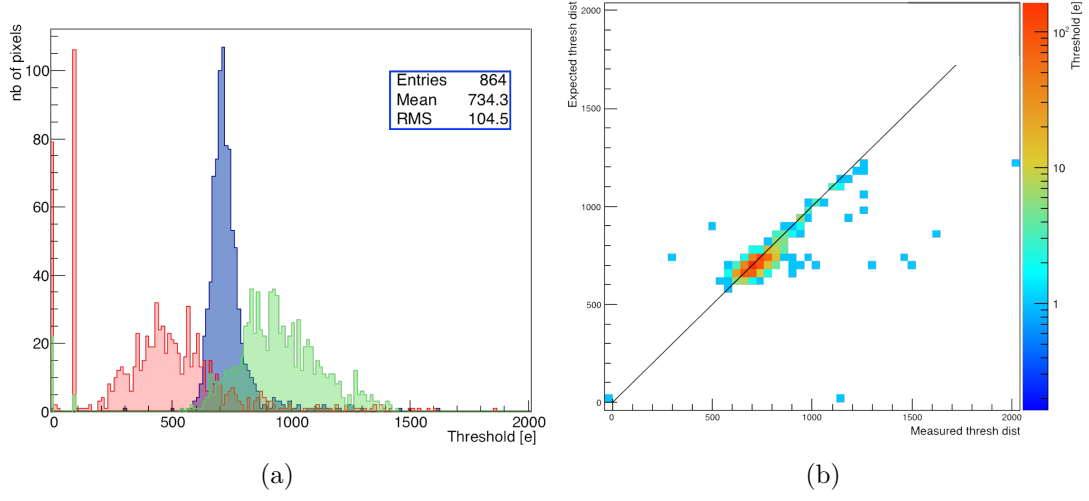 nb of pixels
100
80
60
40
20
0
Entries 864
Mean 734.3
RMS 104.5
0 500 1000 1500 2000
Threshold [e]
(a)
Expected thresh dist
2000
1500
1000
500
0
0 500 1000 1500 2000
Measured thresh dist
Threshold [e]
10²
10
1
(b)